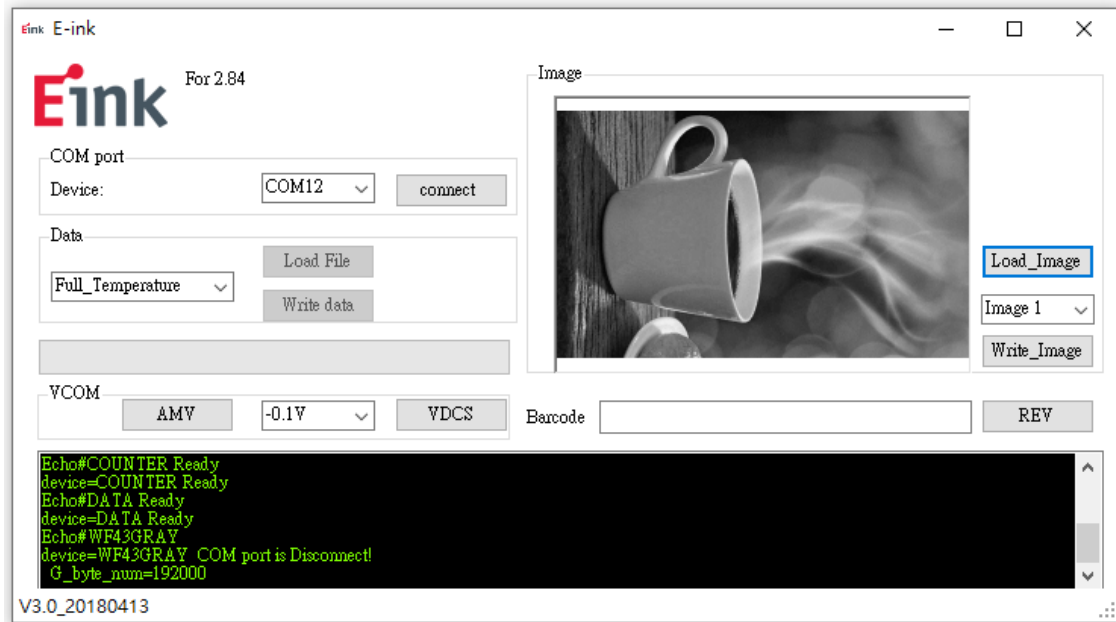 Eink E-ink
Eink
For 2.84
Image
COM port
Device:
COM12
connect
Data
Load File
Full_Temperature
Write data
Load_Image
Image 1
Write_Image
VCOM
AMV
-0.1V
VDCS
Barcode
REV
Echo#COUNTER Ready
device=COUNTER Ready
Echo#DATA Ready
device=DATA Ready
Echo#WF43GRAY
device=WF43GRAY COM port is Disconnect!
G_byte_num=192000
V3.0_20180413